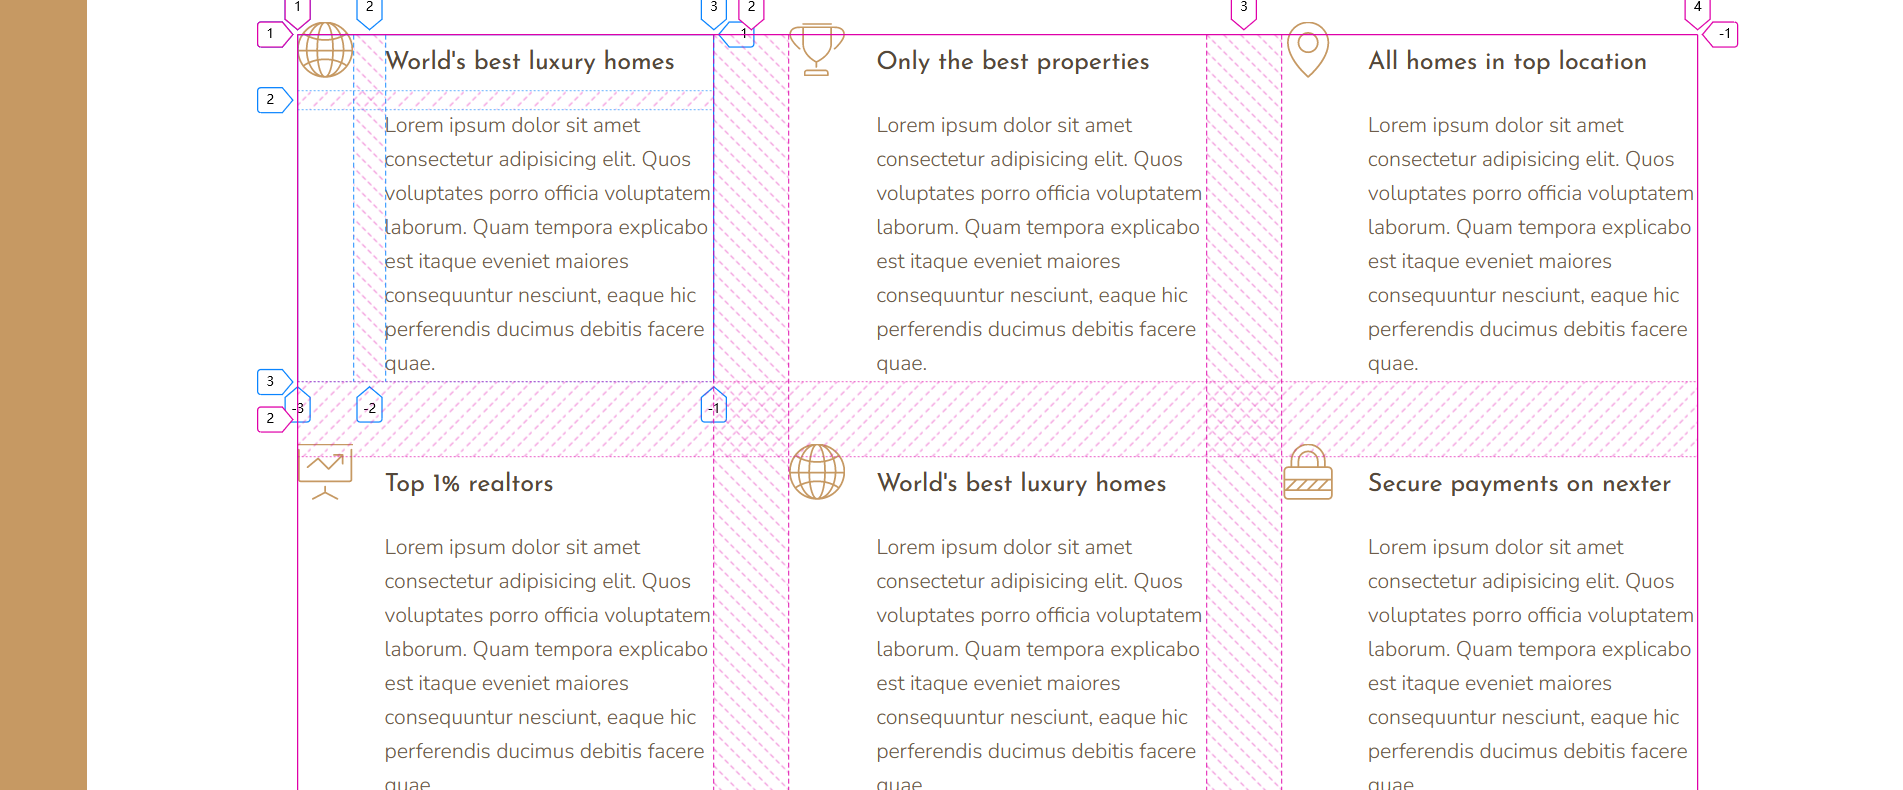 1
2
3
2
3
4
1
1
-1
World's best luxury homes
Only the best properties
All homes in top location
2
Lorem ipsum dolor sit amet
consectetur adipisicing elit. Quos
voluptates porro officia voluptatem
laborum. Quam tempora explicabo
est itaque eveniet maiores
consequuntur nesciunt, eaque hic
perferendis ducimus debitis facere
quae.
Lorem ipsum dolor sit amet
consectetur adipisicing elit. Quos
voluptates porro officia voluptatem
laborum. Quam tempora explicabo
est itaque eveniet maiores
consequuntur nesciunt, eaque hic
perferendis ducimus debitis facere
quae.
Lorem ipsum dolor sit amet
consectetur adipisicing elit. Quos
voluptates porro officia voluptatem
laborum. Quam tempora explicabo
est itaque eveniet maiores
consequuntur nesciunt, eaque hic
perferendis ducimus debitis facere
quae.
3
-3
-2
-1
2
Top 1% realtors
World's best luxury homes
Secure payments on nexter
Lorem ipsum dolor sit amet
consectetur adipisicing elit. Quos
voluptates porro officia voluptatem
laborum. Quam tempora explicabo
est itaque eveniet maiores
consequuntur nesciunt, eaque hic
perferendis ducimus debitis facere
quae
Lorem ipsum dolor sit amet
consectetur adipisicing elit. Quos
voluptates porro officia voluptatem
laborum. Quam tempora explicabo
est itaque eveniet maiores
consequuntur nesciunt, eaque hic
perferendis ducimus debitis facere
quae
Lorem ipsum dolor sit amet
consectetur adipisicing elit. Quos
voluptates porro officia voluptatem
laborum. Quam tempora explicabo
est itaque eveniet maiores
consequuntur nesciunt, eaque hic
perferendis ducimus debitis facere
quae